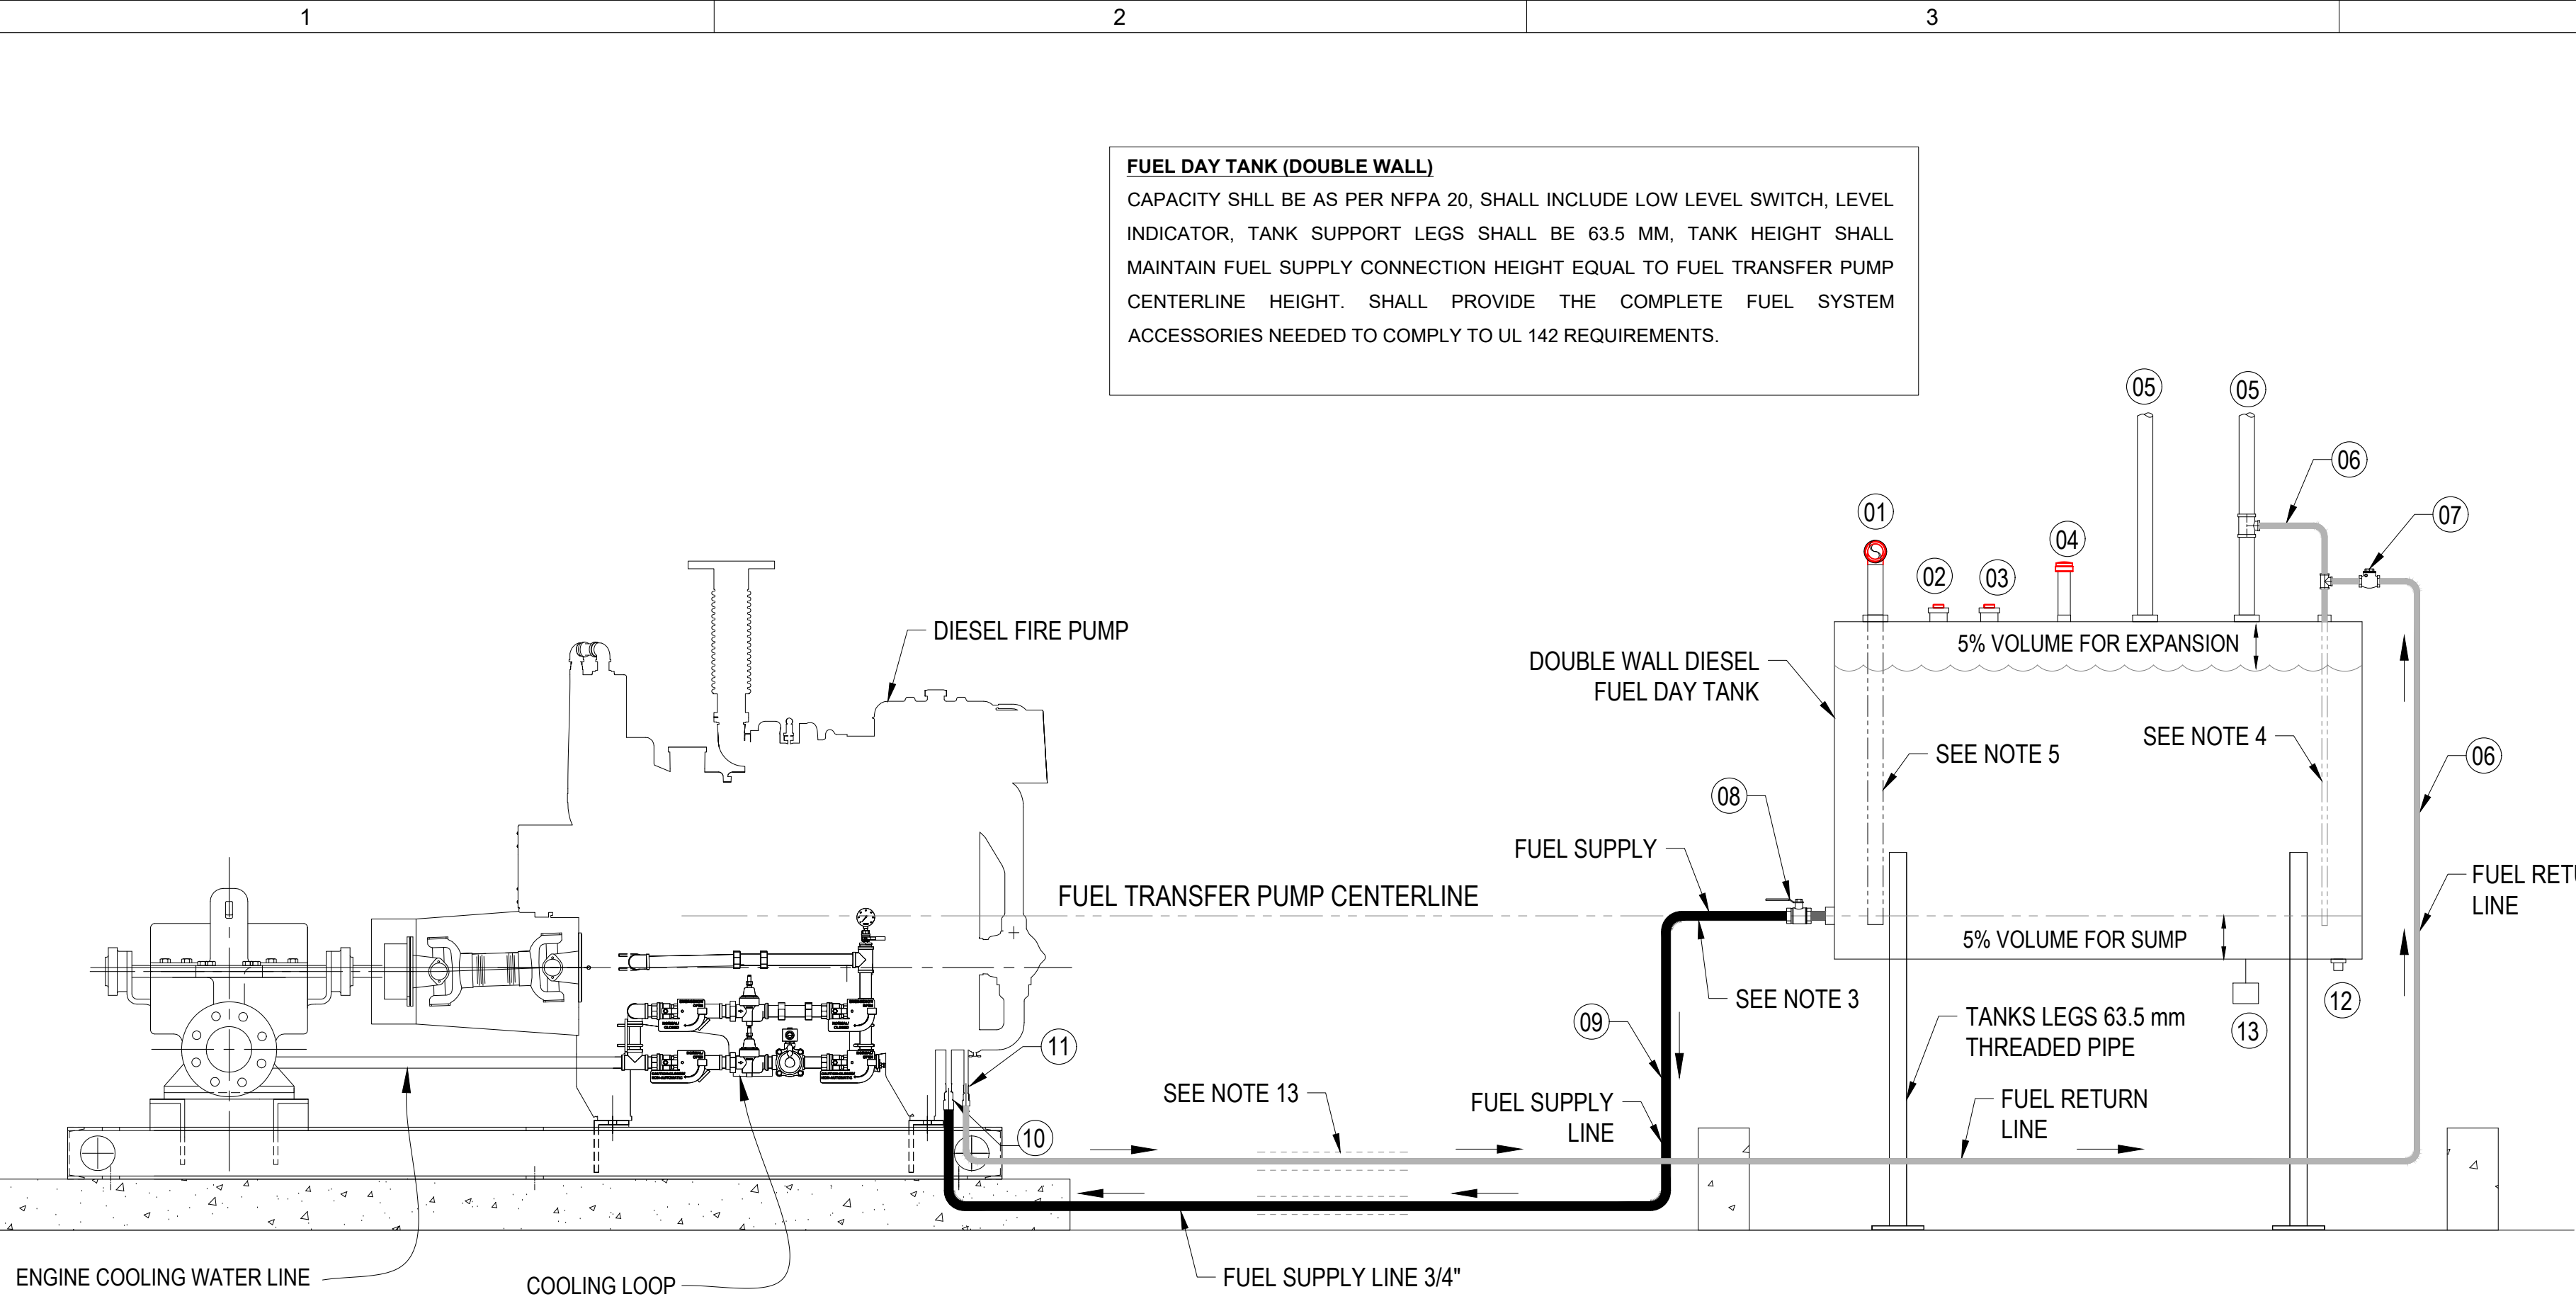 1
2
3
FUEL DAY TANK (DOUBLE WALL)
CAPACITY SHLL BE AS PER NFPA 20, SHALL INCLUDE LOW LEVEL SWITCH, LEVEL
INDICATOR, TANK SUPPORT LEGS SHALL BE 63.5 MM, TANK HEIGHT SHALL
MAINTAIN FUEL SUPPLY CONNECTION HEIGHT EQUAL TO FUEL TRANSFER PUMP
CENTERLINE HEIGHT. SHALL PROVIDE THE COMPLETE FUEL SYSTEM
ACCESSORIES NEEDED TO COMPLY TO UL 142 REQUIREMENTS.
05
05
06
01
07
04
02
03
DIESEL FIRE PUMP
5% VOLUME FOR EXPANSION
DOUBLE WALL DIESEL
FUEL DAY TANK
SEE NOTE 4
SEE NOTE 5
06
08
FUEL SUPPLY
FUEL TRANSFER PUMP CENTERLINE
FUEL RETU
LINE
5% VOLUME FOR SUMP
SEE NOTE 3
12
13
TANKS LEGS 63.5 mm
THREADED PIPE
09
11
SEE NOTE 13
FUEL SUPPLY
LINE
FUEL RETURN
LINE
10
ENGINE COOLING WATER LINE
COOLING LOOP
FUEL SUPPLY LINE 3/4"